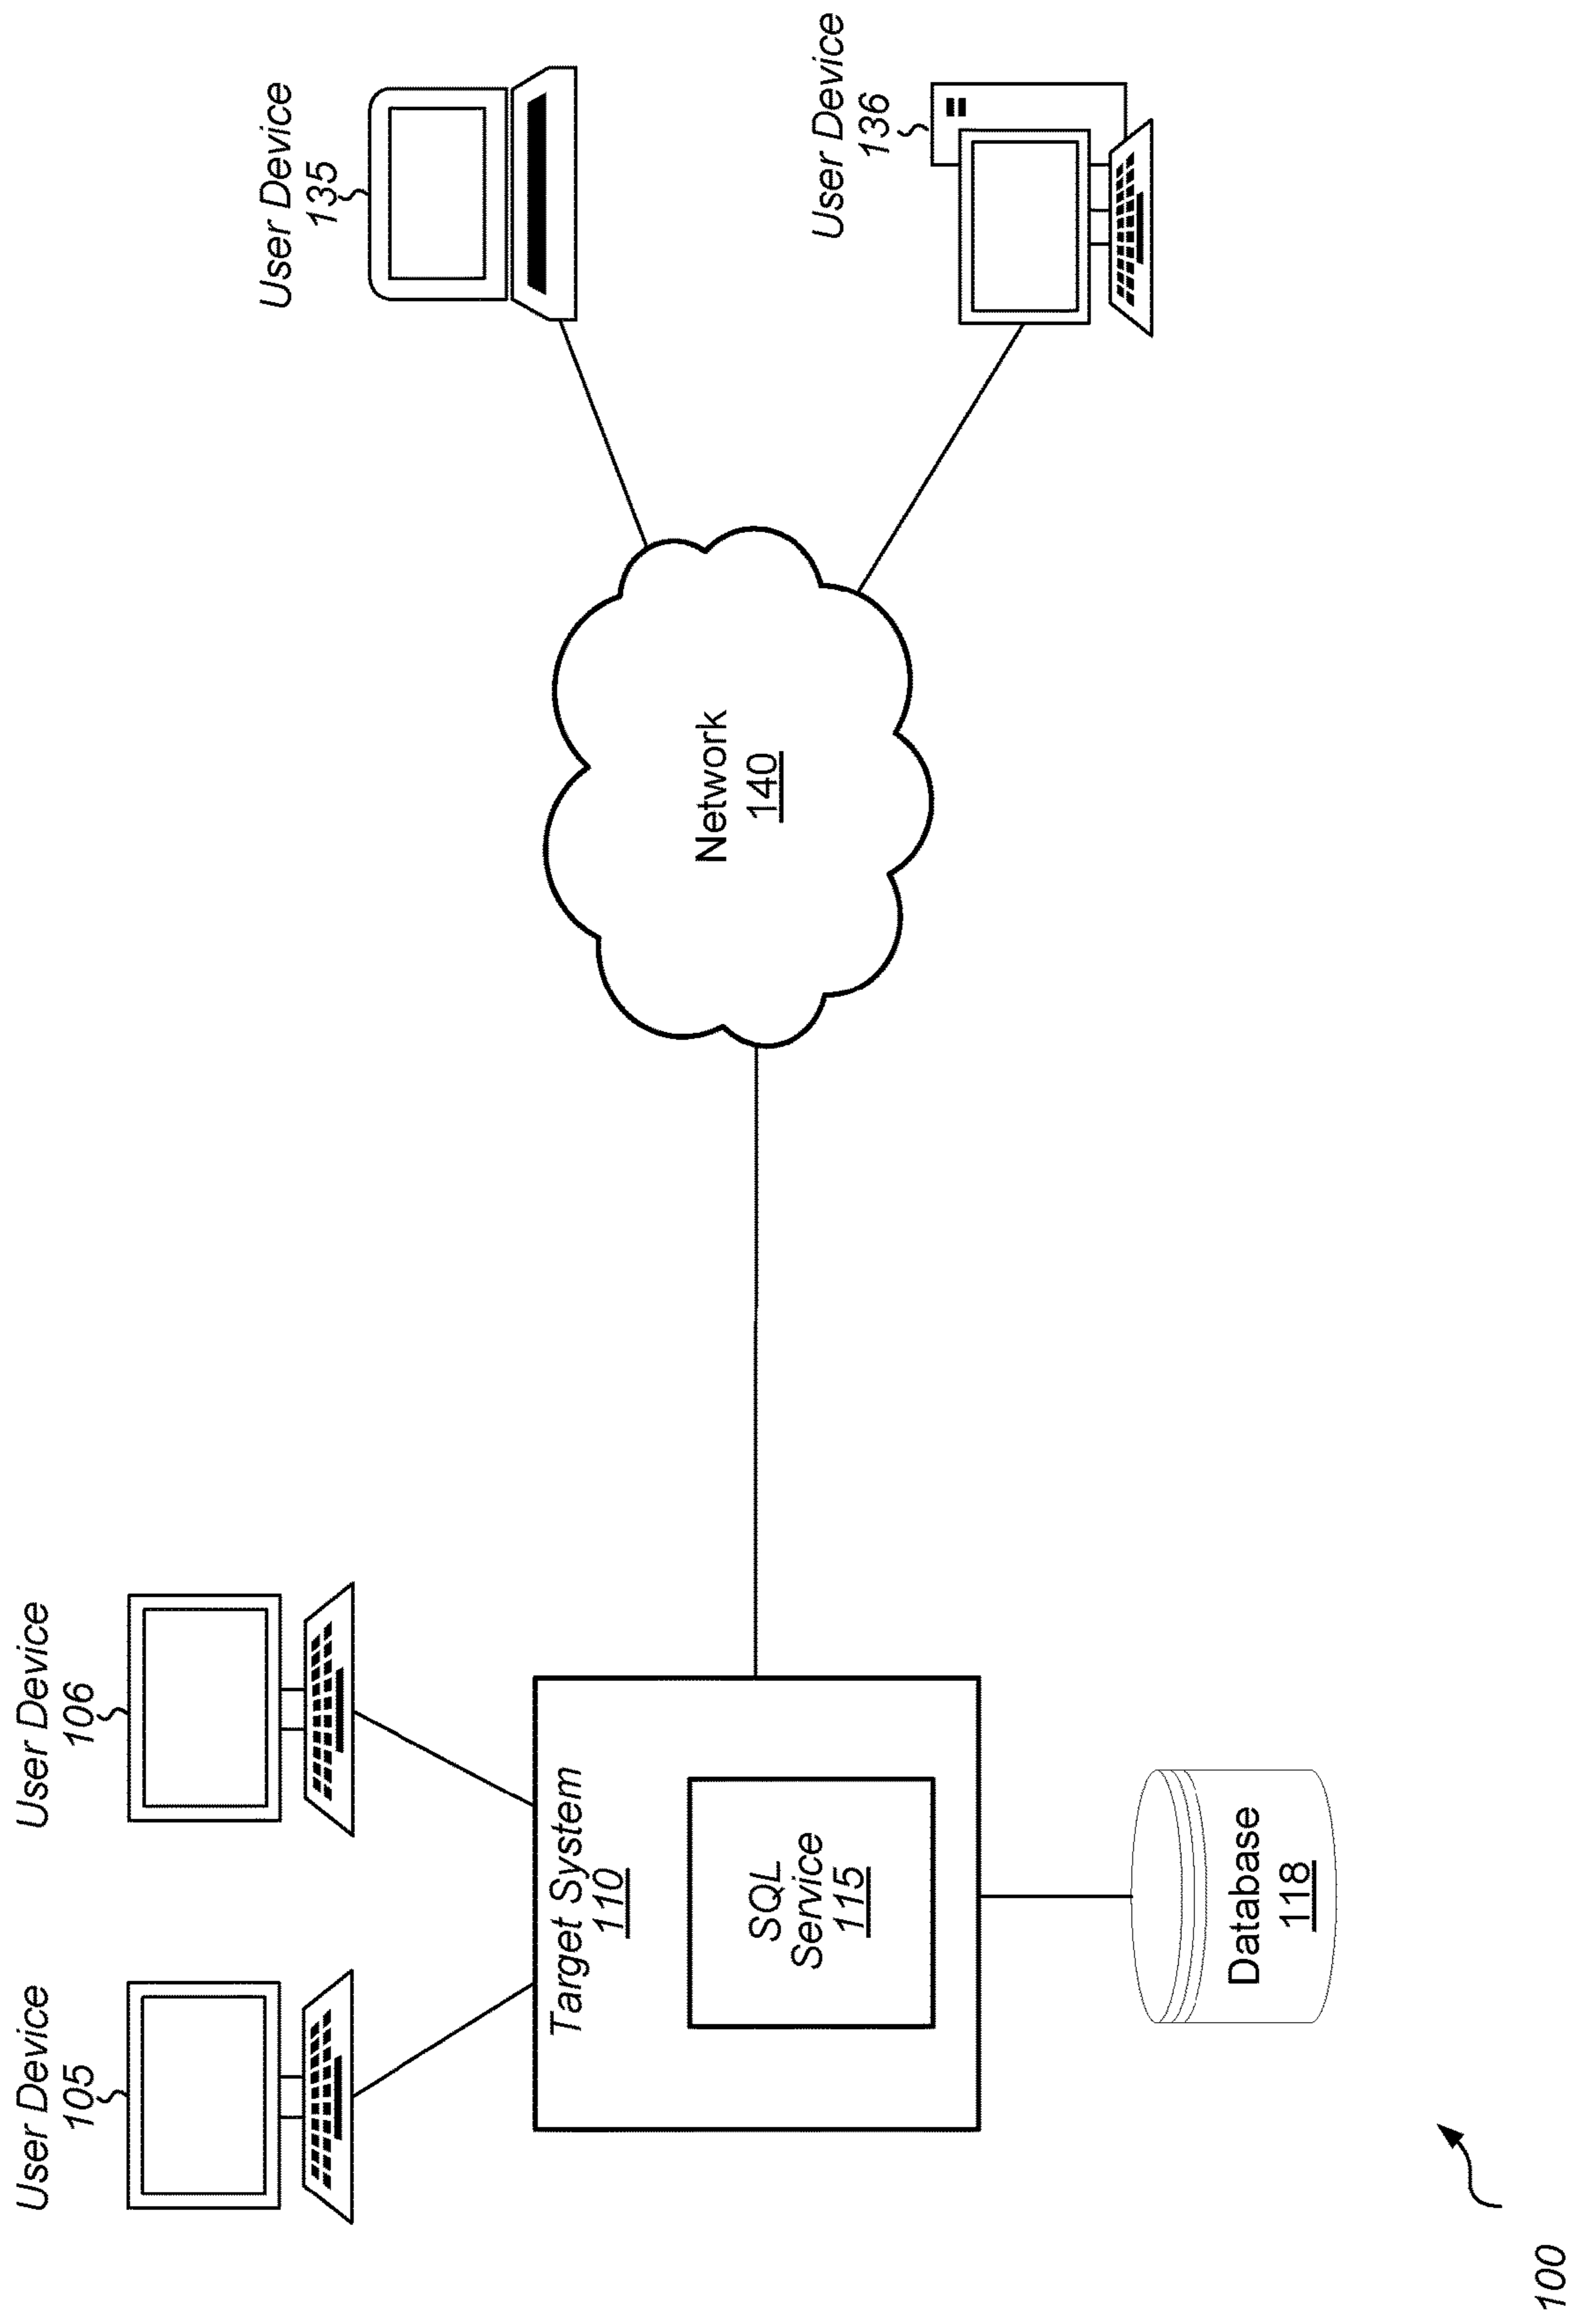 User Device
105
User Device
106
User Device
135
User Device
136
Target System
110
SQL
Service
115
Network
140
Database
118
100